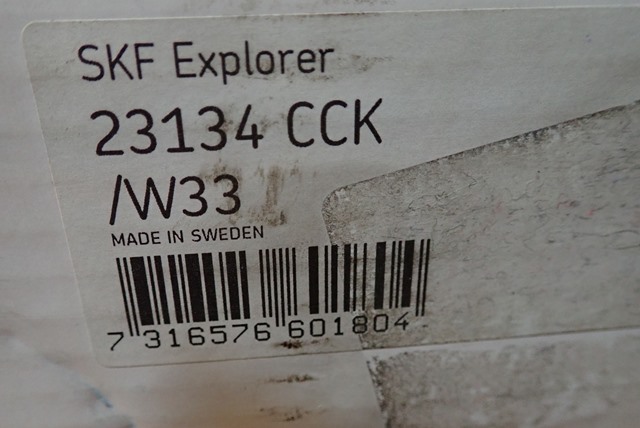 SKF Explorer
23134 CCK
/W33
MADE IN SWEDEN
7 316576 601804